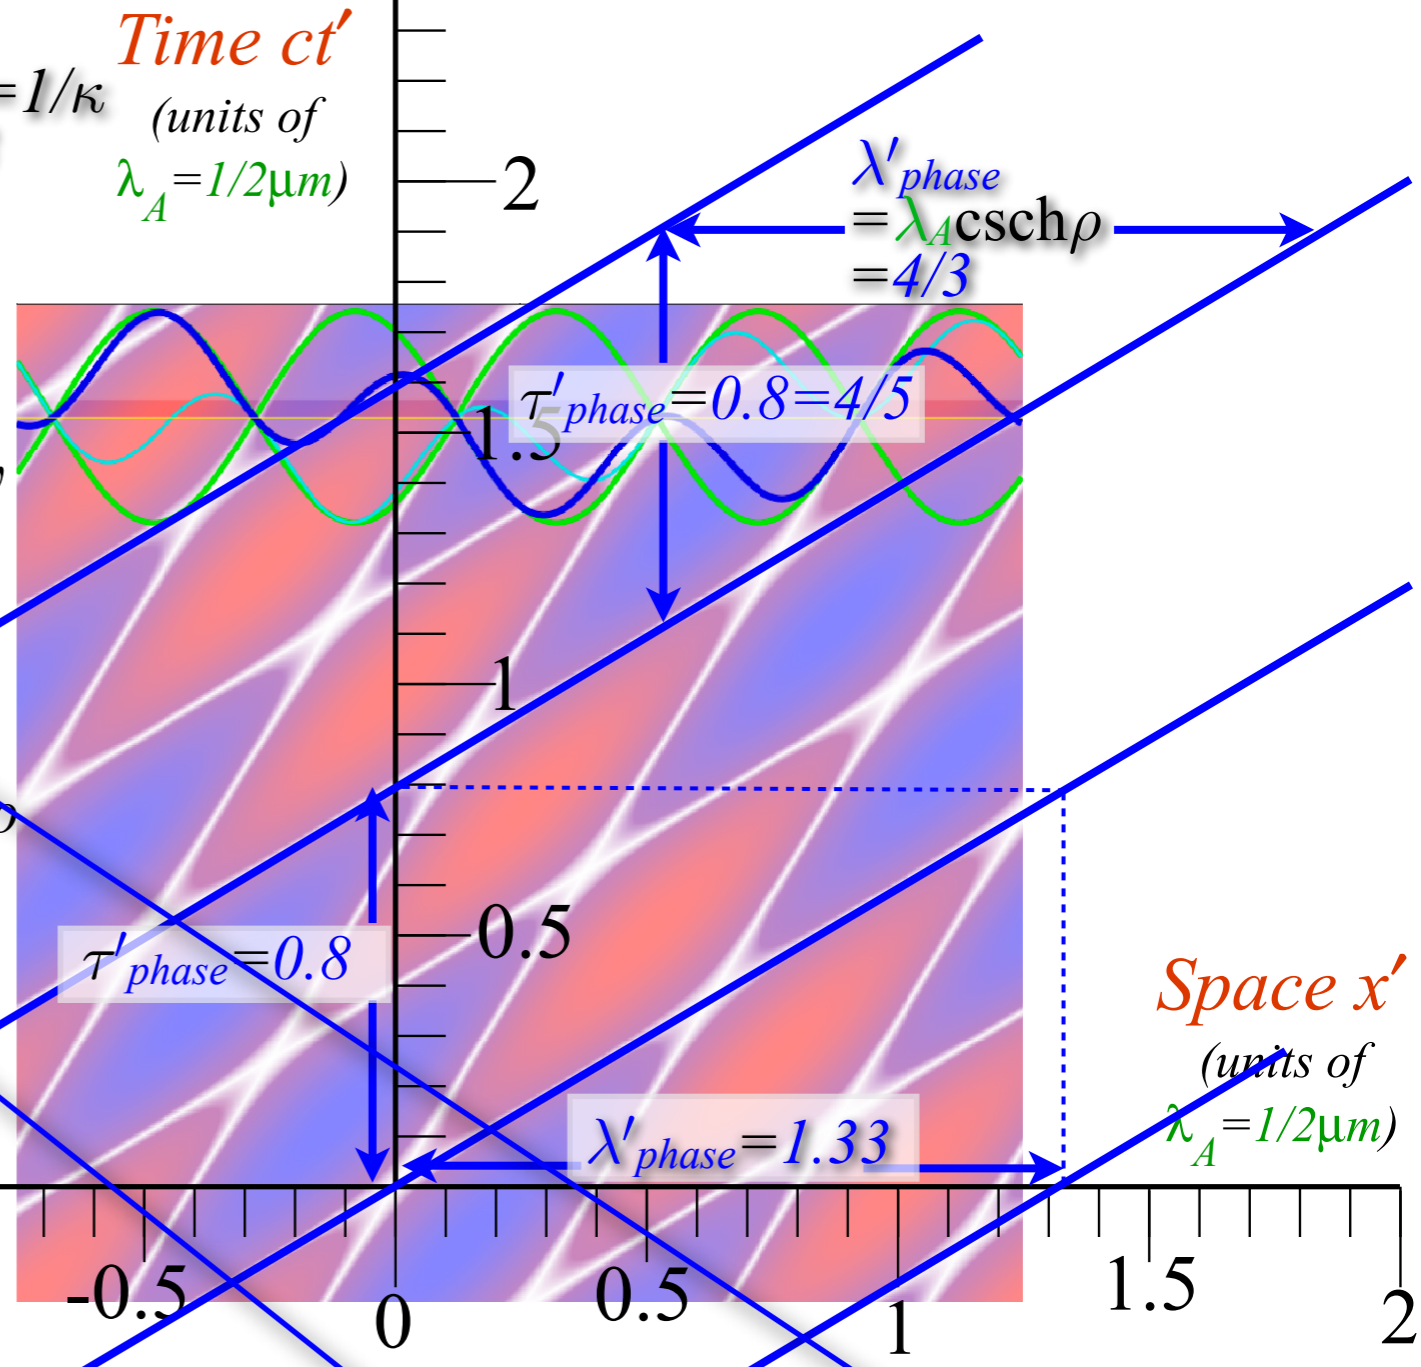 Time ct′
=1/κ
(units of
λA=1/2μm)
2
λ′phase
=λAcschρ
=4/3
τ′phase=0.8=4/5
1.5
1
0.5
τ′phase=0.8
Space x′
(units of
λA=1/2μm)
λ′phase=1.33
-0.5
0
0.5
1
1.5
2